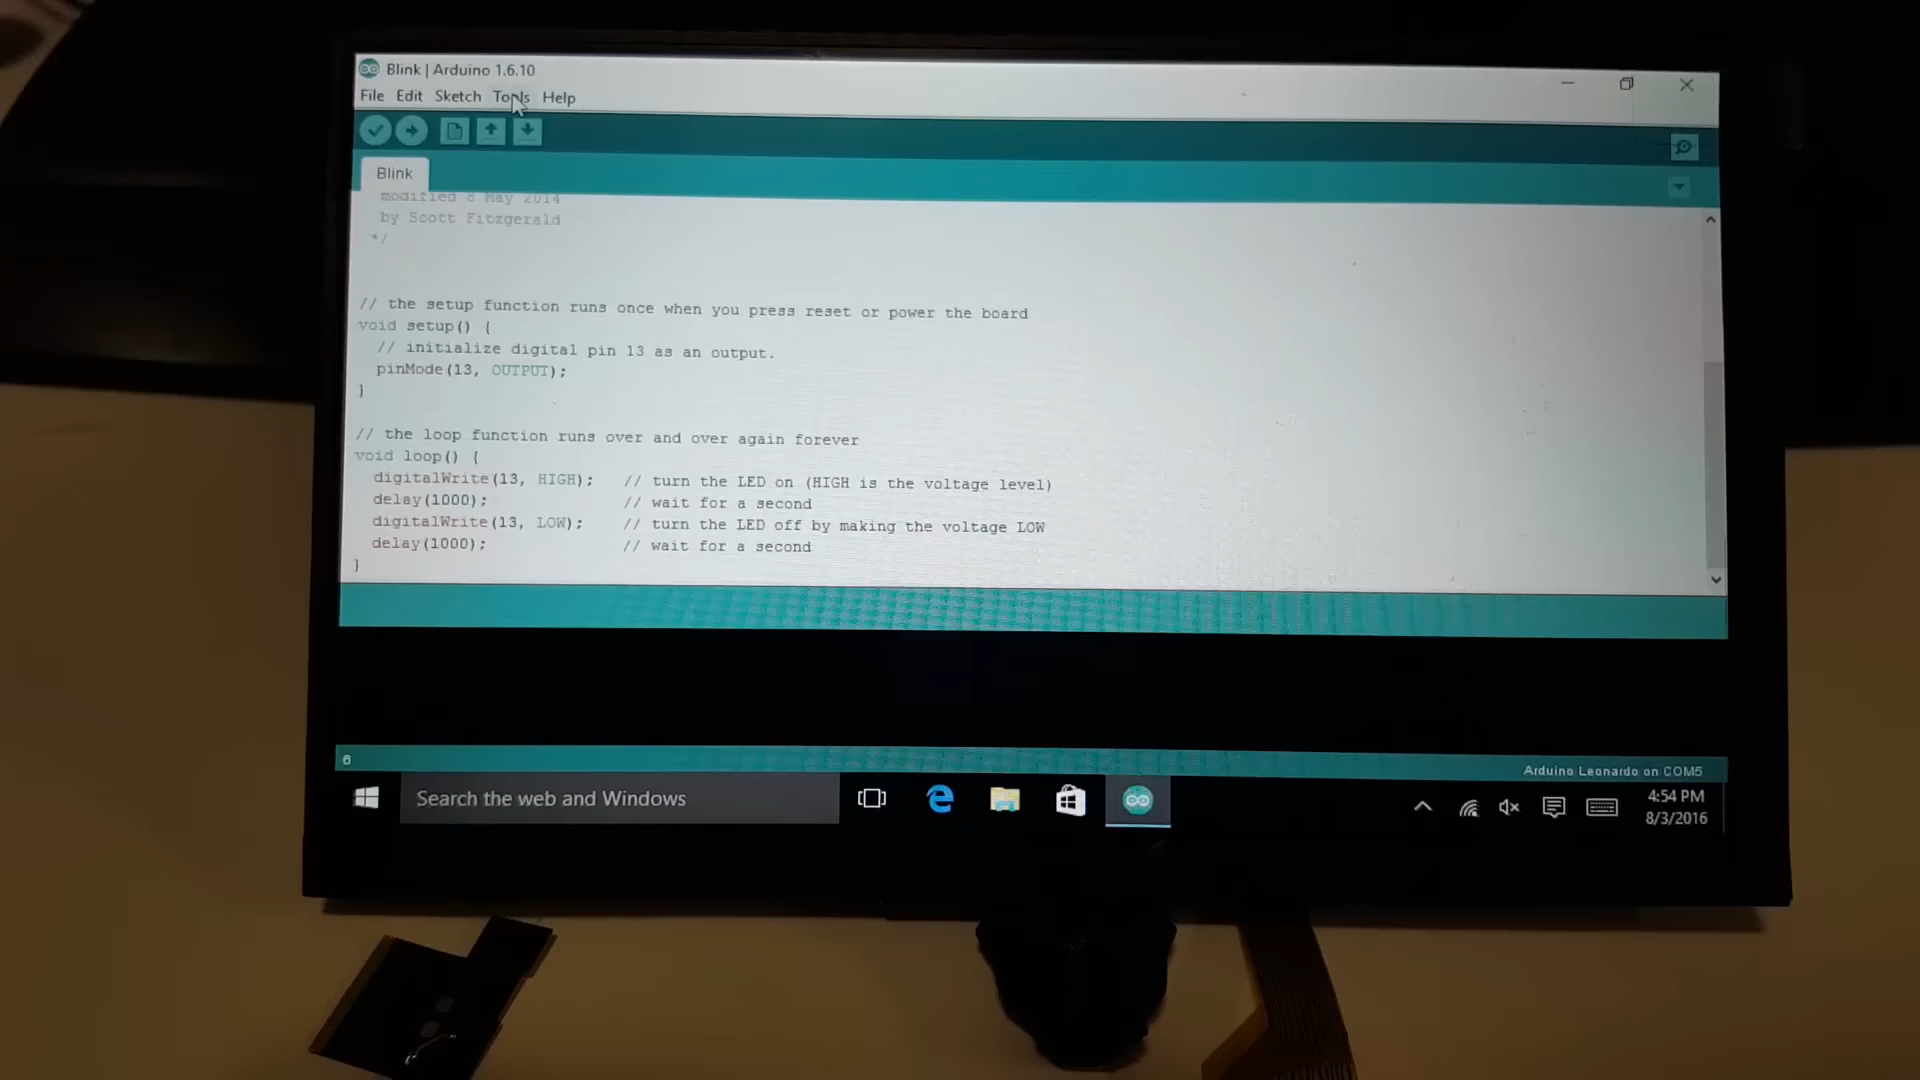 Blink | Arduino 1.6.10
File Edit Sketch Tools Help
Blink
modified 8 May 2014
by Scott Fitzgerald
*/
// the setup function runs once when you press reset or power the board
void setup() {
// initialize digital pin 13 as an output.
pinMode(13, OUTPUT);
}
// the loop function runs over and over again forever
void loop() {
digitalWrite(13, HIGH);    // turn the LED on (HIGH is the voltage level)
delay(1000);    // wait for a second
digitalWrite(13, LOW);    // turn the LED off by making the voltage LOW
delay(1000);    // wait for a second
}
6
Arduino Leonardo on COM5
Search the web and Windows
4:54 PM
8/3/2016